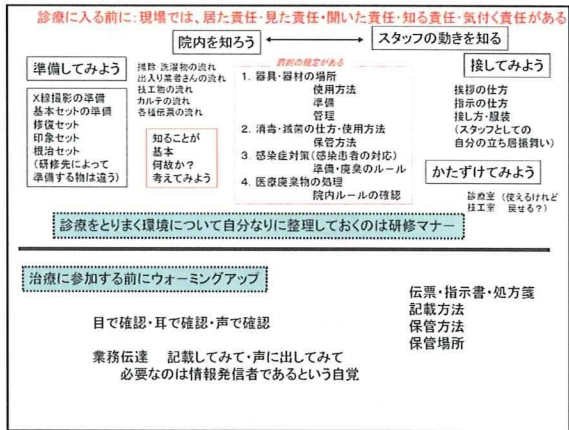 診療に入る前に:現場では、居た責任・見た責任・聞いた責任・知る責任・気付く責任がある
院内を知ろう
スタッフの動きを知る
準備してみよう
X線撮影の準備
基本セットの準備
修復セット
印象セット
根治セット
(研修先によって
準備する物は違う)
掃除 洗濯物の流れ
出入り業者さんの流れ
技工物の流れ
カルテの流れ
各種伝票の流れ
知ることが
基本
何故か?
考えてみよう
罰則の規定がある
1. 器具・器材の場所
使用方法
準備
管理
2. 消毒・滅菌の仕方・使用方法
保管方法
3. 感染症対策(感染患者の対応)
準備・廃棄のルール
4. 医療廃棄物の処理
院内ルールの確認
接してみよう
挨拶の仕方
指示の仕方
接し方・服装
(スタッフとしての
自分の立ち居振舞い)
かたずけてみよう
診療室 (使えるけれど
技工室 戻せる?)
診療をとりまく環境について自分なりに整理しておくのは研修マナー
治療に参加する前にウォーミングアップ
目で確認・耳で確認・声で確認
業務伝達 記載してみて・声に出してみて
必要なのは情報発信者であるという自覚
伝票・指示書・処方箋
記載方法
保管方法
保管場所